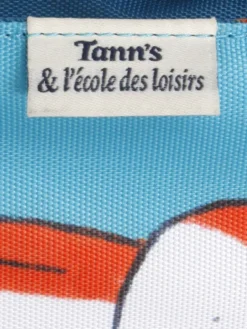 Tann's
& l'école des loisirs